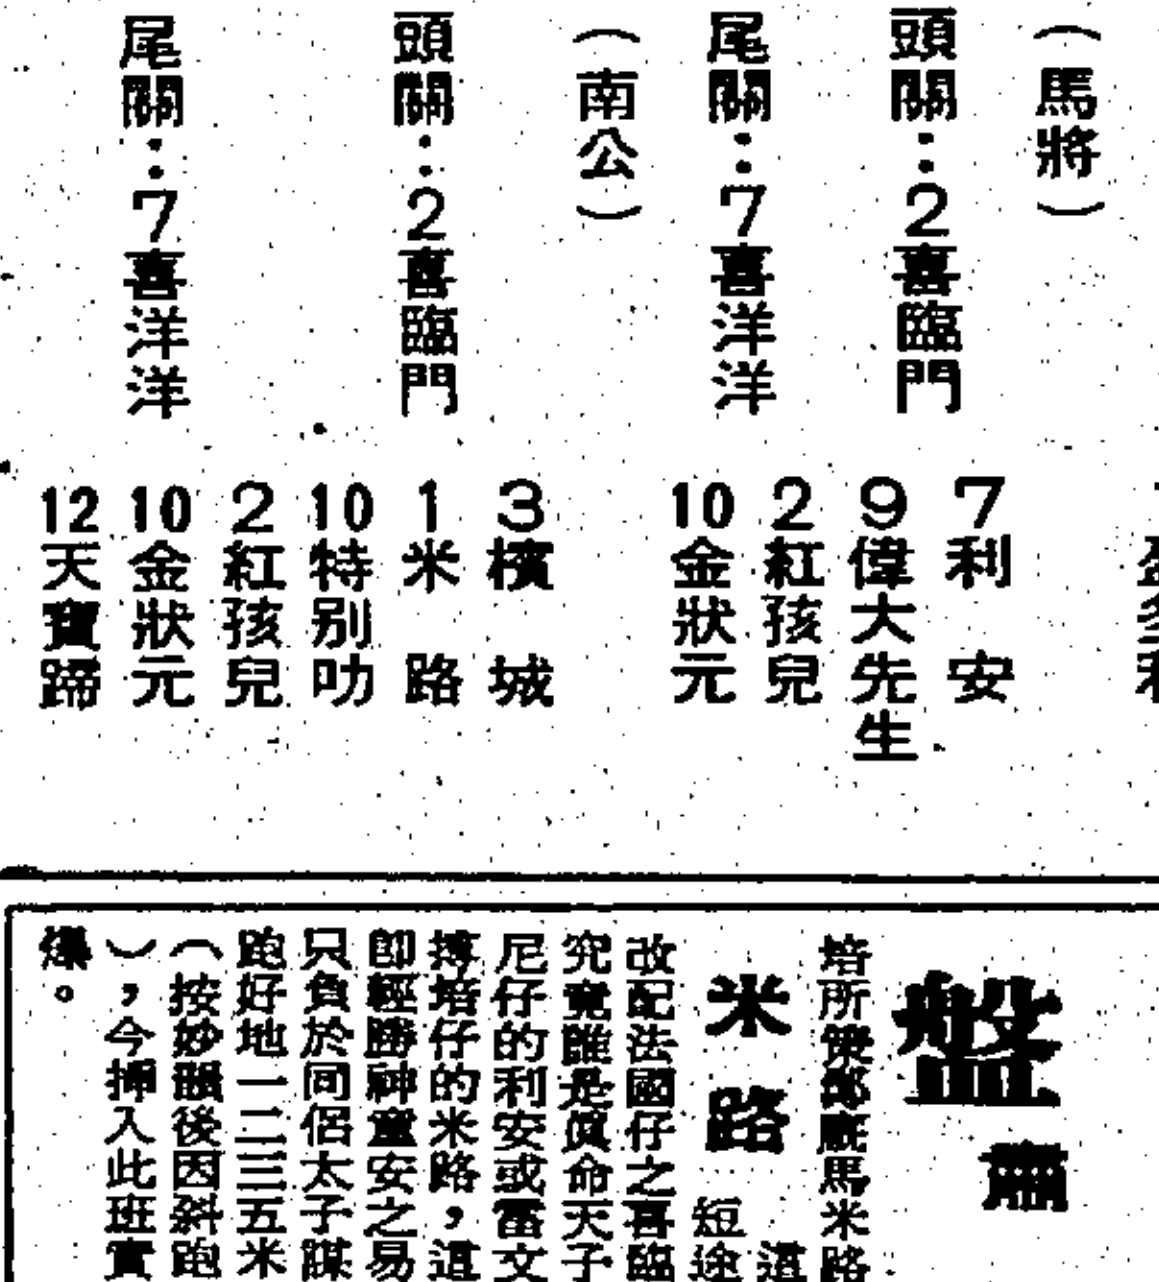 （馬將）
頭關：2喜臨門
7利安
9偉大先生
尾關：7喜洋洋
2紅孩兒
10金狀元
（南公）
3檳城
頭關：2喜臨門
1米路
10特別叻
尾關：7喜洋洋
2紅孩兒
10金狀元
12天寶蹄
盤
米路
短途
這
培所策鄭廐馬米路
改配法國仔之喜臨
究竟誰是眞命天子
尼仔的利安或雷文
搏培仔的米路，這
即經勝神童安之易
只負於同侶太子謀
跑好地一二三五米
（按妙韻後因斜跑
），今插入此班實
爆。